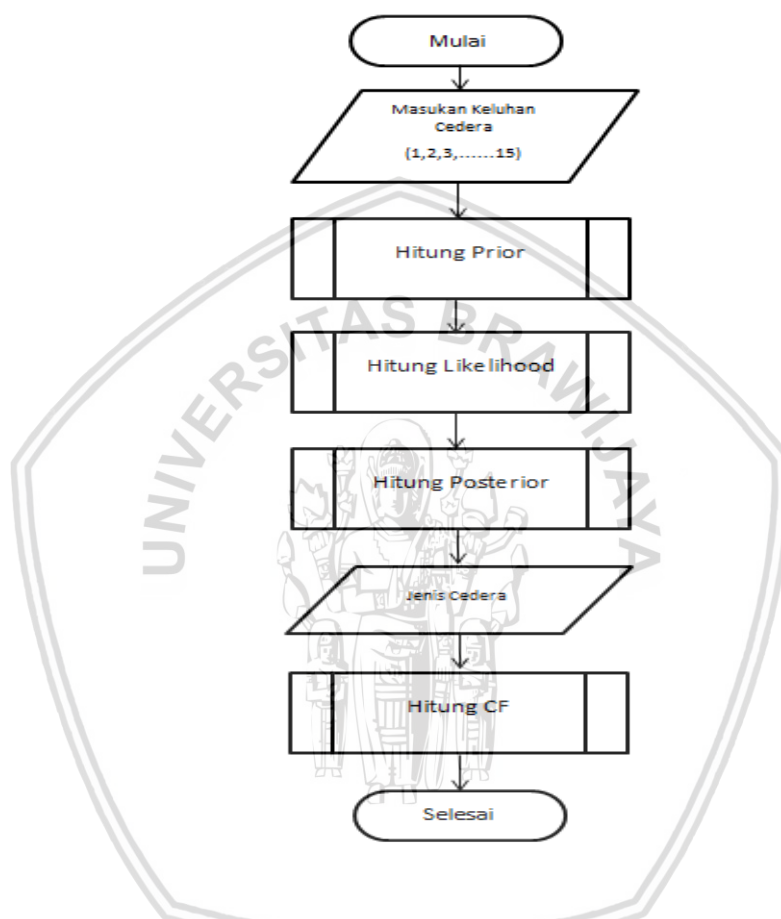 Mulai
Masukan Keluhan
Cedera
(1,2,3,......15)
Hitung Prior
UNIVERSITAS BRAWIJAYA
Hitung Likelihood
Hitung Posterior
Jenis Cedera
Hitung CF
Selesai